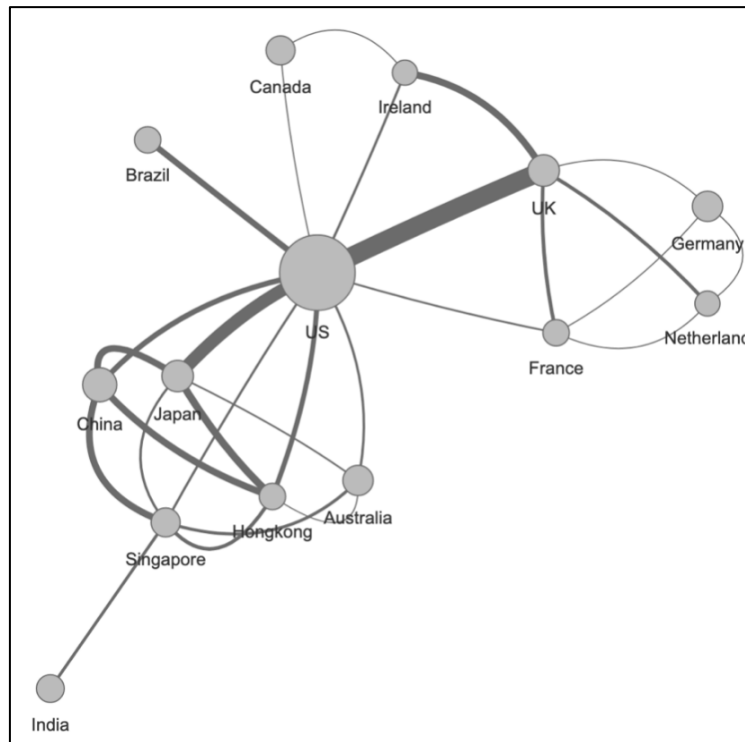 Canada
Ireland
Brazil
UK
Germany
US
Netherland
France
China
Japan
Australia
Hongkong
Singapore
India